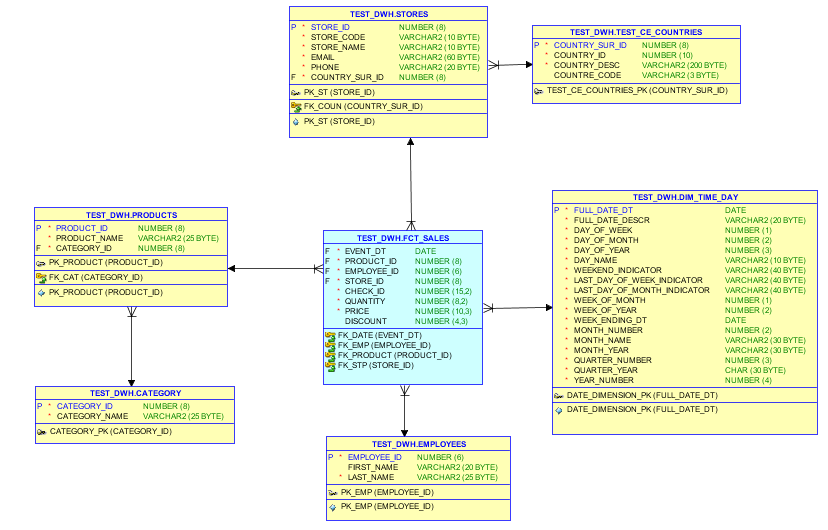 TEST_DWH.STORES
P * STORE_ID NUMBER (8)
* STORE_CODE VARCHAR2 (10 BYTE)
* STORE_NAME VARCHAR2 (10 BYTE)
* EMAIL VARCHAR2 (60 BYTE)
* PHONE VARCHAR2 (20 BYTE)
F * COUNTRY_SUR_ID NUMBER (8)
PK_ST (STORE_ID)
FK_COUN (COUNTRY_SUR_ID)
PK_ST (STORE_ID)
TEST_DWH.TEST_CE_COUNTRIES
P * COUNTRY_SUR_ID NUMBER (8)
* COUNTRY_ID NUMBER (10)
* COUNTRY_DESC VARCHAR2 (200 BYTE)
COUNTRE_CODE VARCHAR2 (3 BYTE)
TEST_CE_COUNTRIES_PK (COUNTRY_SUR_ID)
TEST_DWH.PRODUCTS
P * PRODUCT_ID NUMBER (8)
* PRODUCT_NAME VARCHAR2 (25 BYTE)
F * CATEGORY_ID NUMBER (8)
PK_PRODUCT (PRODUCT_ID)
FK_CAT (CATEGORY_ID)
PK_PRODUCT (PRODUCT_ID)
TEST_DWH.FCT_SALES
F * EVENT_DT DATE
F * PRODUCT_ID NUMBER (8)
F * EMPLOYEE_ID NUMBER (6)
F * STORE_ID NUMBER (8)
* CHECK_ID NUMBER (15,2)
* QUANTITY NUMBER (8,2)
* PRICE NUMBER (10,3)
DISCOUNT NUMBER (4,3)
FK_DATE (EVENT_DT)
FK_EMP (EMPLOYEE_ID)
FK_PRODUCT (PRODUCT_ID)
FK_STP (STORE_ID)
TEST_DWH.DIM_TIME_DAY
P * FULL_DATE_DT DATE
* FULL_DATE_DESCR VARCHAR2 (20 BYTE)
* DAY_OF_WEEK NUMBER (1)
* DAY_OF_MONTH NUMBER (2)
* DAY_OF_YEAR NUMBER (3)
* DAY_NAME VARCHAR2 (10 BYTE)
* WEEKEND_INDICATOR VARCHAR2 (40 BYTE)
* LAST_DAY_OF_WEEK_INDICATOR VARCHAR2 (40 BYTE)
* LAST_DAY_OF_MONTH_INDICATOR VARCHAR2 (40 BYTE)
* WEEK_OF_MONTH NUMBER (1)
* WEEK_OF_YEAR NUMBER (2)
* WEEK_ENDING_DT DATE
* MONTH_NUMBER NUMBER (2)
* MONTH_NAME VARCHAR2 (30 BYTE)
* MONTH_YEAR VARCHAR2 (30 BYTE)
* QUARTER_NUMBER NUMBER (3)
* QUARTER_YEAR CHAR (30 BYTE)
* YEAR_NUMBER NUMBER (4)
DATE_DIMENSION_PK (FULL_DATE_DT)
DATE_DIMENSION_PK (FULL_DATE_DT)
TEST_DWH.CATEGORY
P * CATEGORY_ID NUMBER (8)
* CATEGORY_NAME VARCHAR2 (25 BYTE)
CATEGORY_PK (CATEGORY_ID)
TEST_DWH.EMPLOYEES
P * EMPLOYEE_ID NUMBER (6)
FIRST_NAME VARCHAR2 (20 BYTE)
* LAST_NAME VARCHAR2 (25 BYTE)
PK_EMP (EMPLOYEE_ID)
PK_EMP (EMPLOYEE_ID)